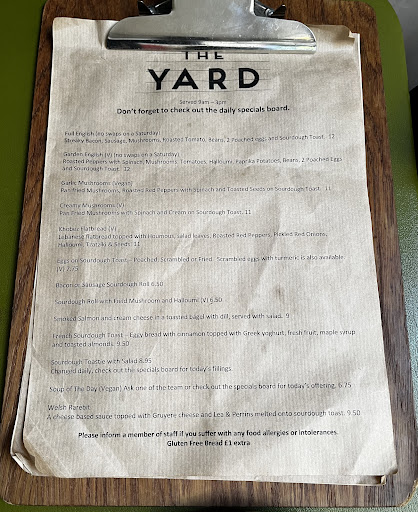 THE
YARD
Served 9am – 3pm
Don't forget to check out the daily specials board.
Full English (no swaps on a Saturday)
Streaky Bacon, Sausage, Mushrooms, Roasted Tomato, Beans, 2 Poached eggs and Sourdough Toast. 12
Garden English (V) (no swaps on a Saturday)
Roasted Peppers with Spinach, Mushrooms, Tomatoes, Halloumi, Paprika Potatoes, Beans, 2 Poached Eggs
and Sourdough Toast. 12
Garlic Mushrooms (Vegan)
Pan Fried Mushrooms, Roasted Red Peppers with Spinach and Toasted Seeds on Sourdough Toast. 11
Creamy Mushrooms (V)
Pan Fried Mushrooms with Spinach and Cream on Sourdough Toast. 11
Khobiz Flatbread (V)
Lebanese flatbread topped with Houmous, salad leaves, Roasted Red Peppers, Pickled Red Onions,
Halloumi, Tzatziki & Seeds. 11
Eggs on Sourdough Toast – Poached, Scrambled or Fried. Scrambled eggs with turmeric is also available.
(V) 7.75
Bacon or Sausage Sourdough Roll 6.50
Sourdough Roll with Fried Mushroom and Halloumi (V) 6.50
Smoked Salmon and cream cheese in a toasted bagel with dill, served with salad. 9
French Sourdough Toast – Eggy bread with cinnamon topped with Greek yoghurt, fresh fruit, maple syrup
and toasted almonds. 9.50
Sourdough Toastie with Salad 8.95
Changed daily, check out the specials board for today's fillings
Soup of The Day (Vegan) Ask one of the team or check out the specials board for today's offering. 6.75
Welsh Rarebit
A cheese based sauce topped with Gruyere cheese and Lea & Perrins melted onto sourdough toast. 9.50
Please inform a member of staff if you suffer with any food allergies or intolerances
Gluten Free Bread £1 extra